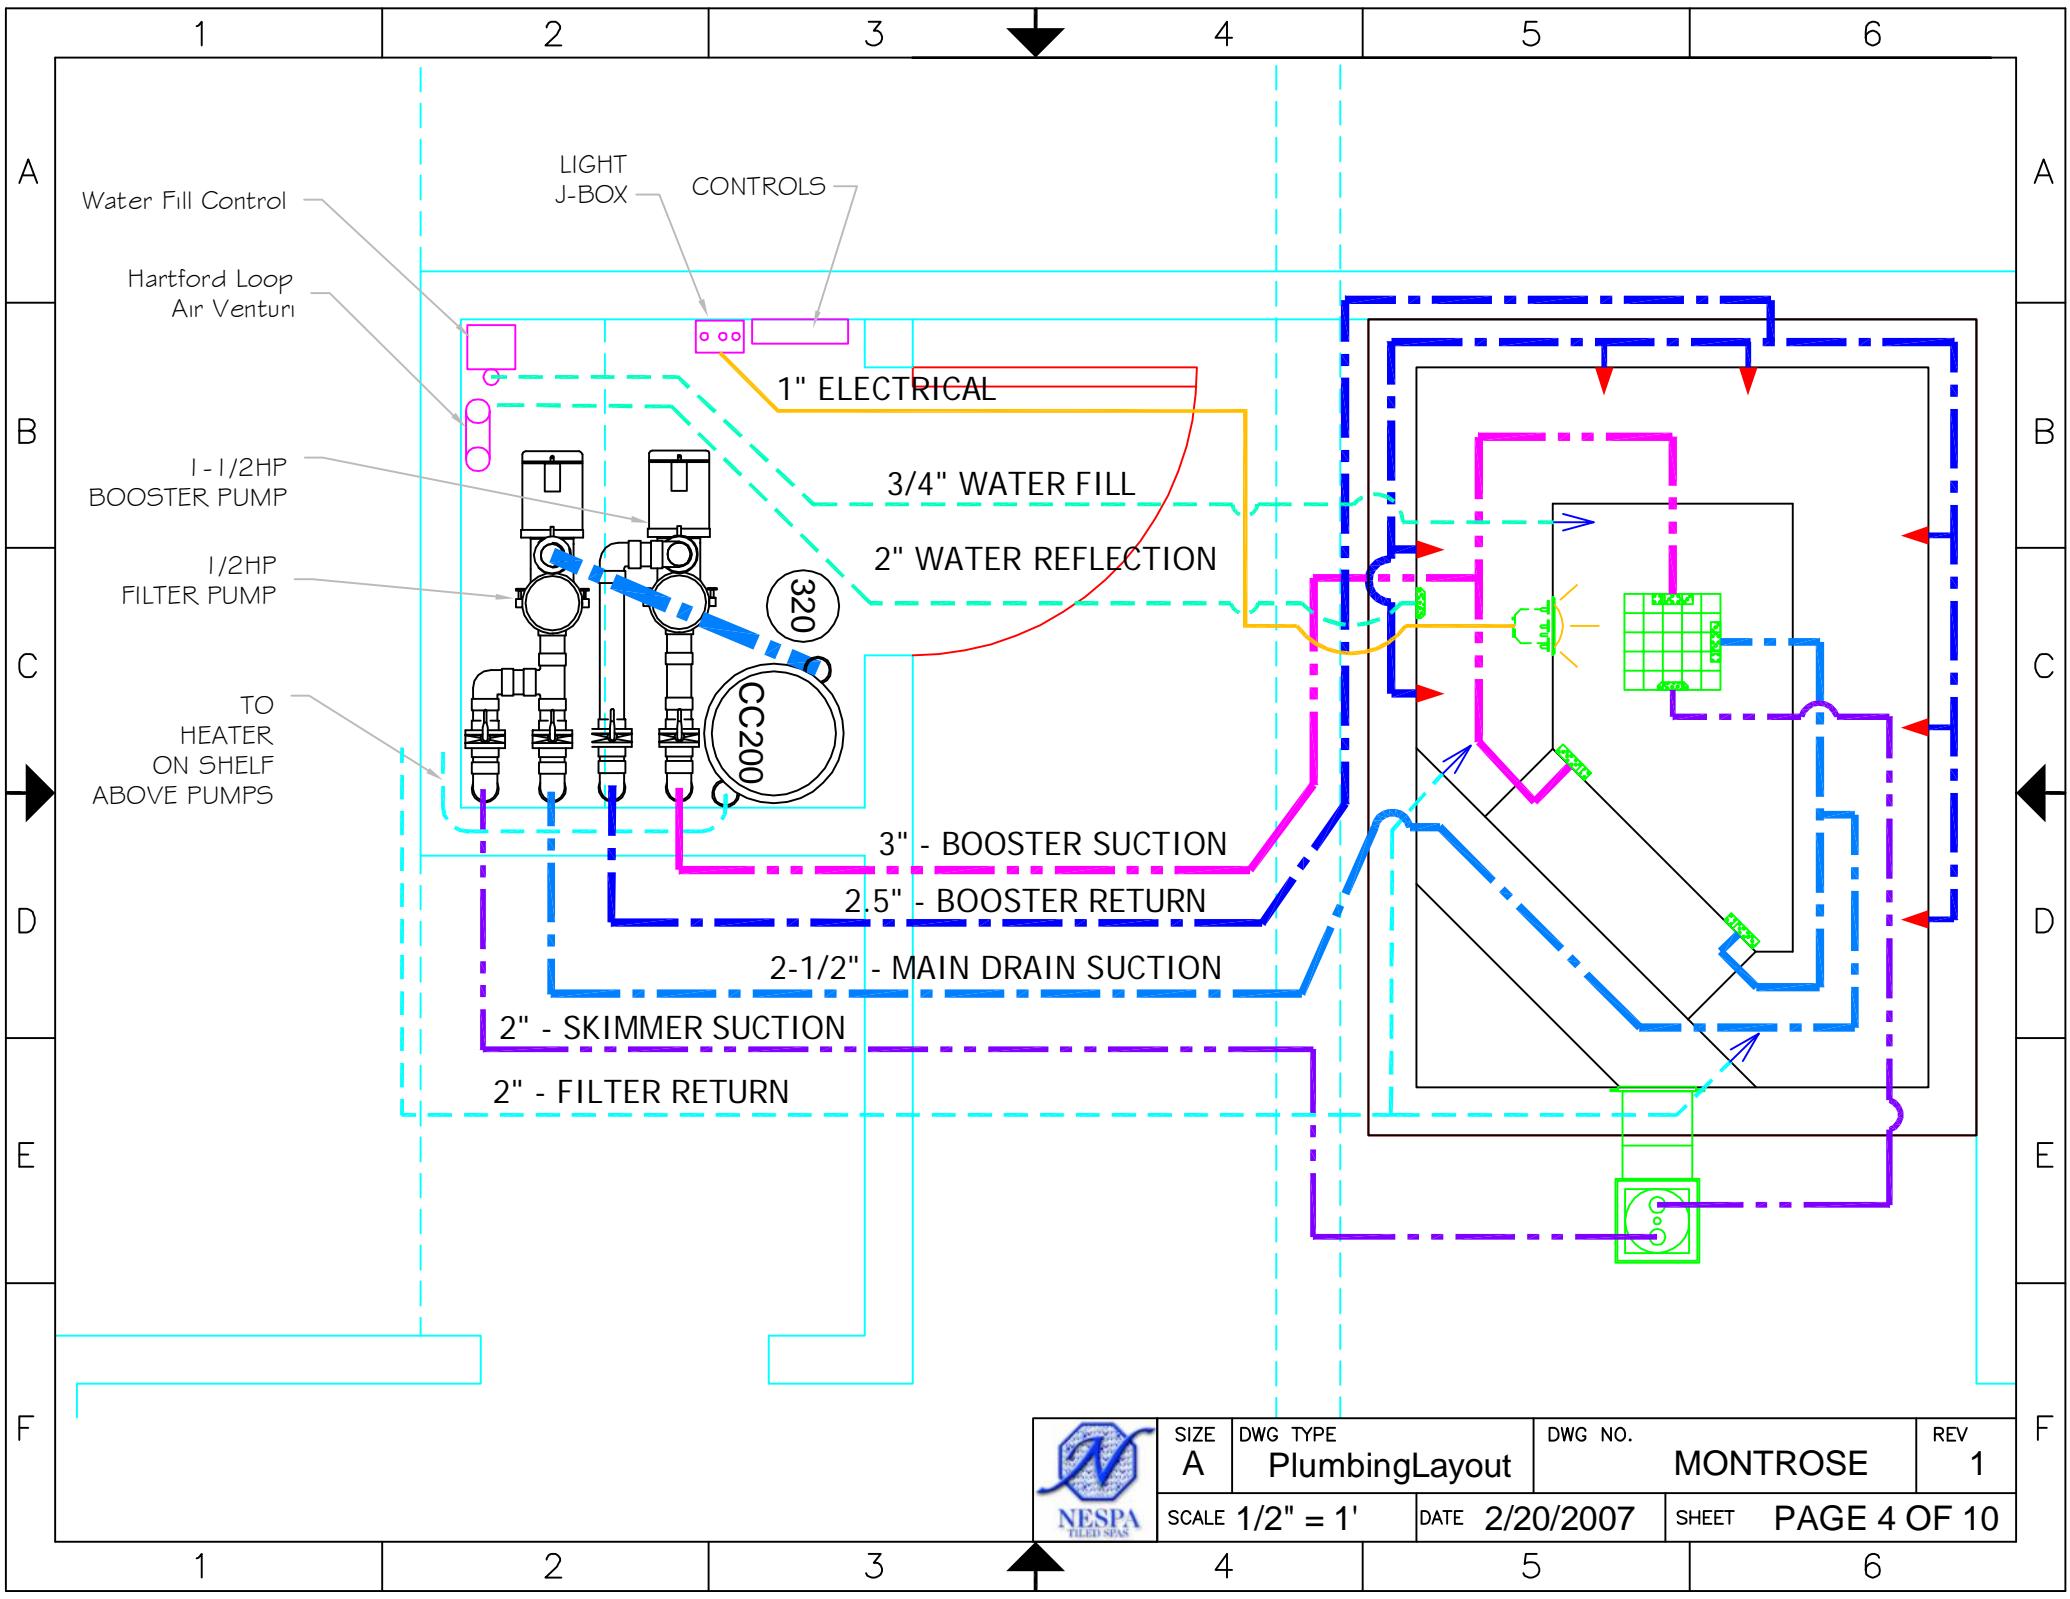 1 2 3 4 5 6
A A
LIGHT
J-BOX
CONTROLS
Water Fill Control
Hartford Loop
Air Venturi
1" ELECTRICAL
B B
1-1/2HP
BOOSTER PUMP
3/4" WATER FILL
1/2HP
FILTER PUMP
2" WATER REFLECTION
320
C C
TO
HEATER
ON SHELF
ABOVE PUMPS
CC200
3" - BOOSTER SUCTION
2.5" - BOOSTER RETURN
D D
2-1/2" - MAIN DRAIN SUCTION
2" - SKIMMER SUCTION
2" - FILTER RETURN
E E
F F
NESPA
TILED SPAS
SIZE
A
DWG TYPE
PlumbingLayout
DWG NO.
MONTROSE
REV
1
SCALE 1/2" = 1'
DATE 2/20/2007
SHEET PAGE 4 OF 10
1 2 3 4 5 6